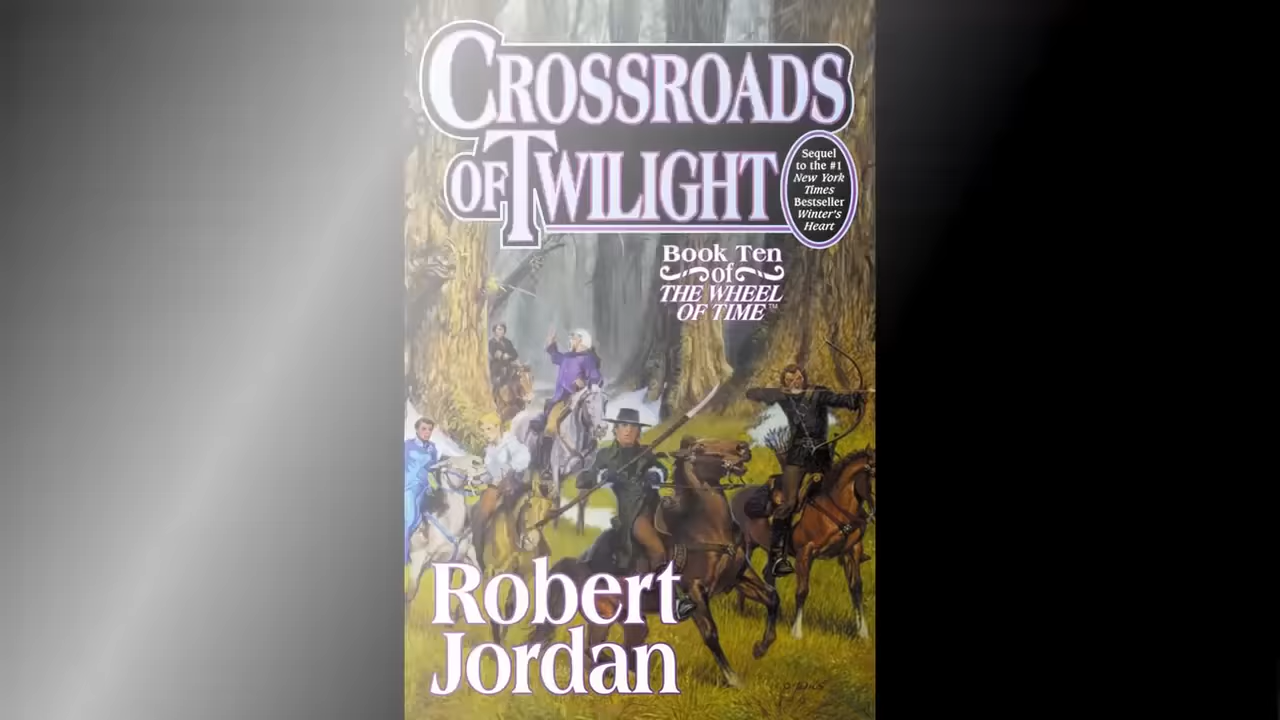 CROSSROADS
OF TWILIGHT
Sequel
to the #1
New York
Times
Bestseller
Winter's
Heart
Book Ten
of
THE WHEEL
OF TIME™
Robert
Jordan